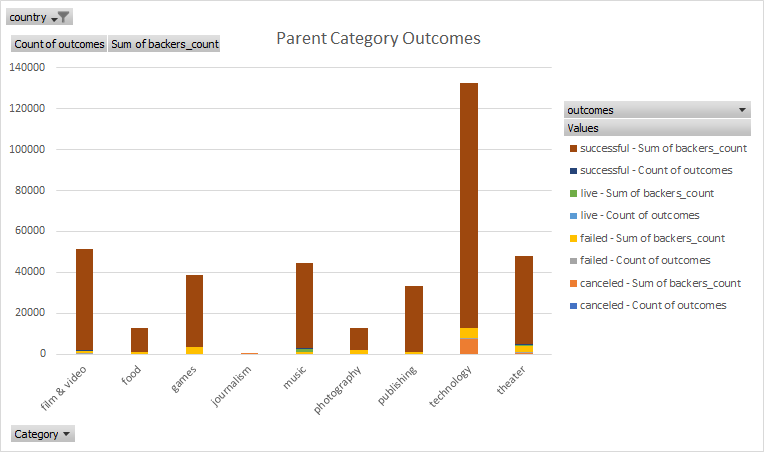 country
Count of outcomes Sum of backers_count
Parent Category Outcomes
140000
120000
100000
80000
60000
40000
20000
0
film & video
food
games
journalism
music
photography
publishing
technology
theater
outcomes
Values
successful - Sum of backers_count
successful - Count of outcomes
live - Sum of backers_count
live - Count of outcomes
failed - Sum of backers_count
failed - Count of outcomes
canceled - Sum of backers_count
canceled - Count of outcomes
Category